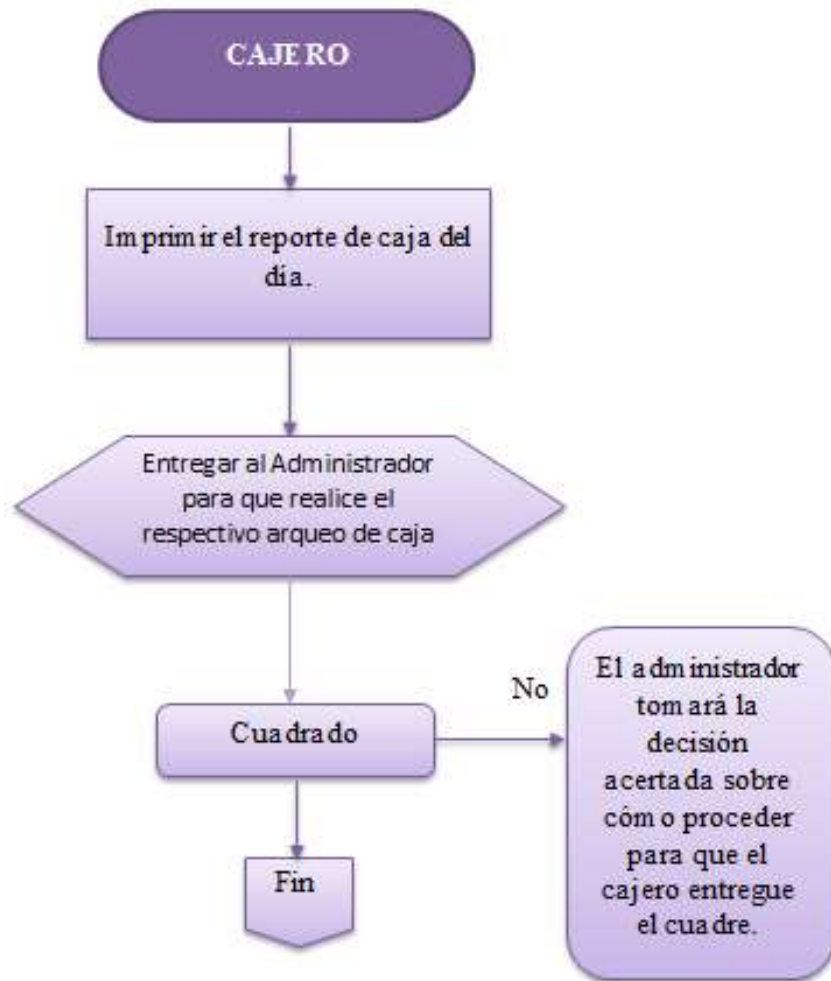 CAJERO
Imprimir el reporte de caja del
día.
Entregar al Administrador
para que realice el
respectivo arqueo de caja
Cuadrado
No
El administrador
tomará la
decisión
acertada sobre
cómo proceder
para que el
cajero entregue
el cuadre.
Fin